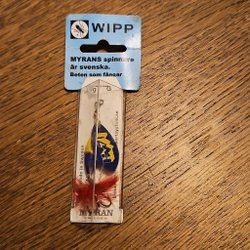 WIPP
MYRANS spinnare
är svenska.
Beten som fångar.
MYRAN